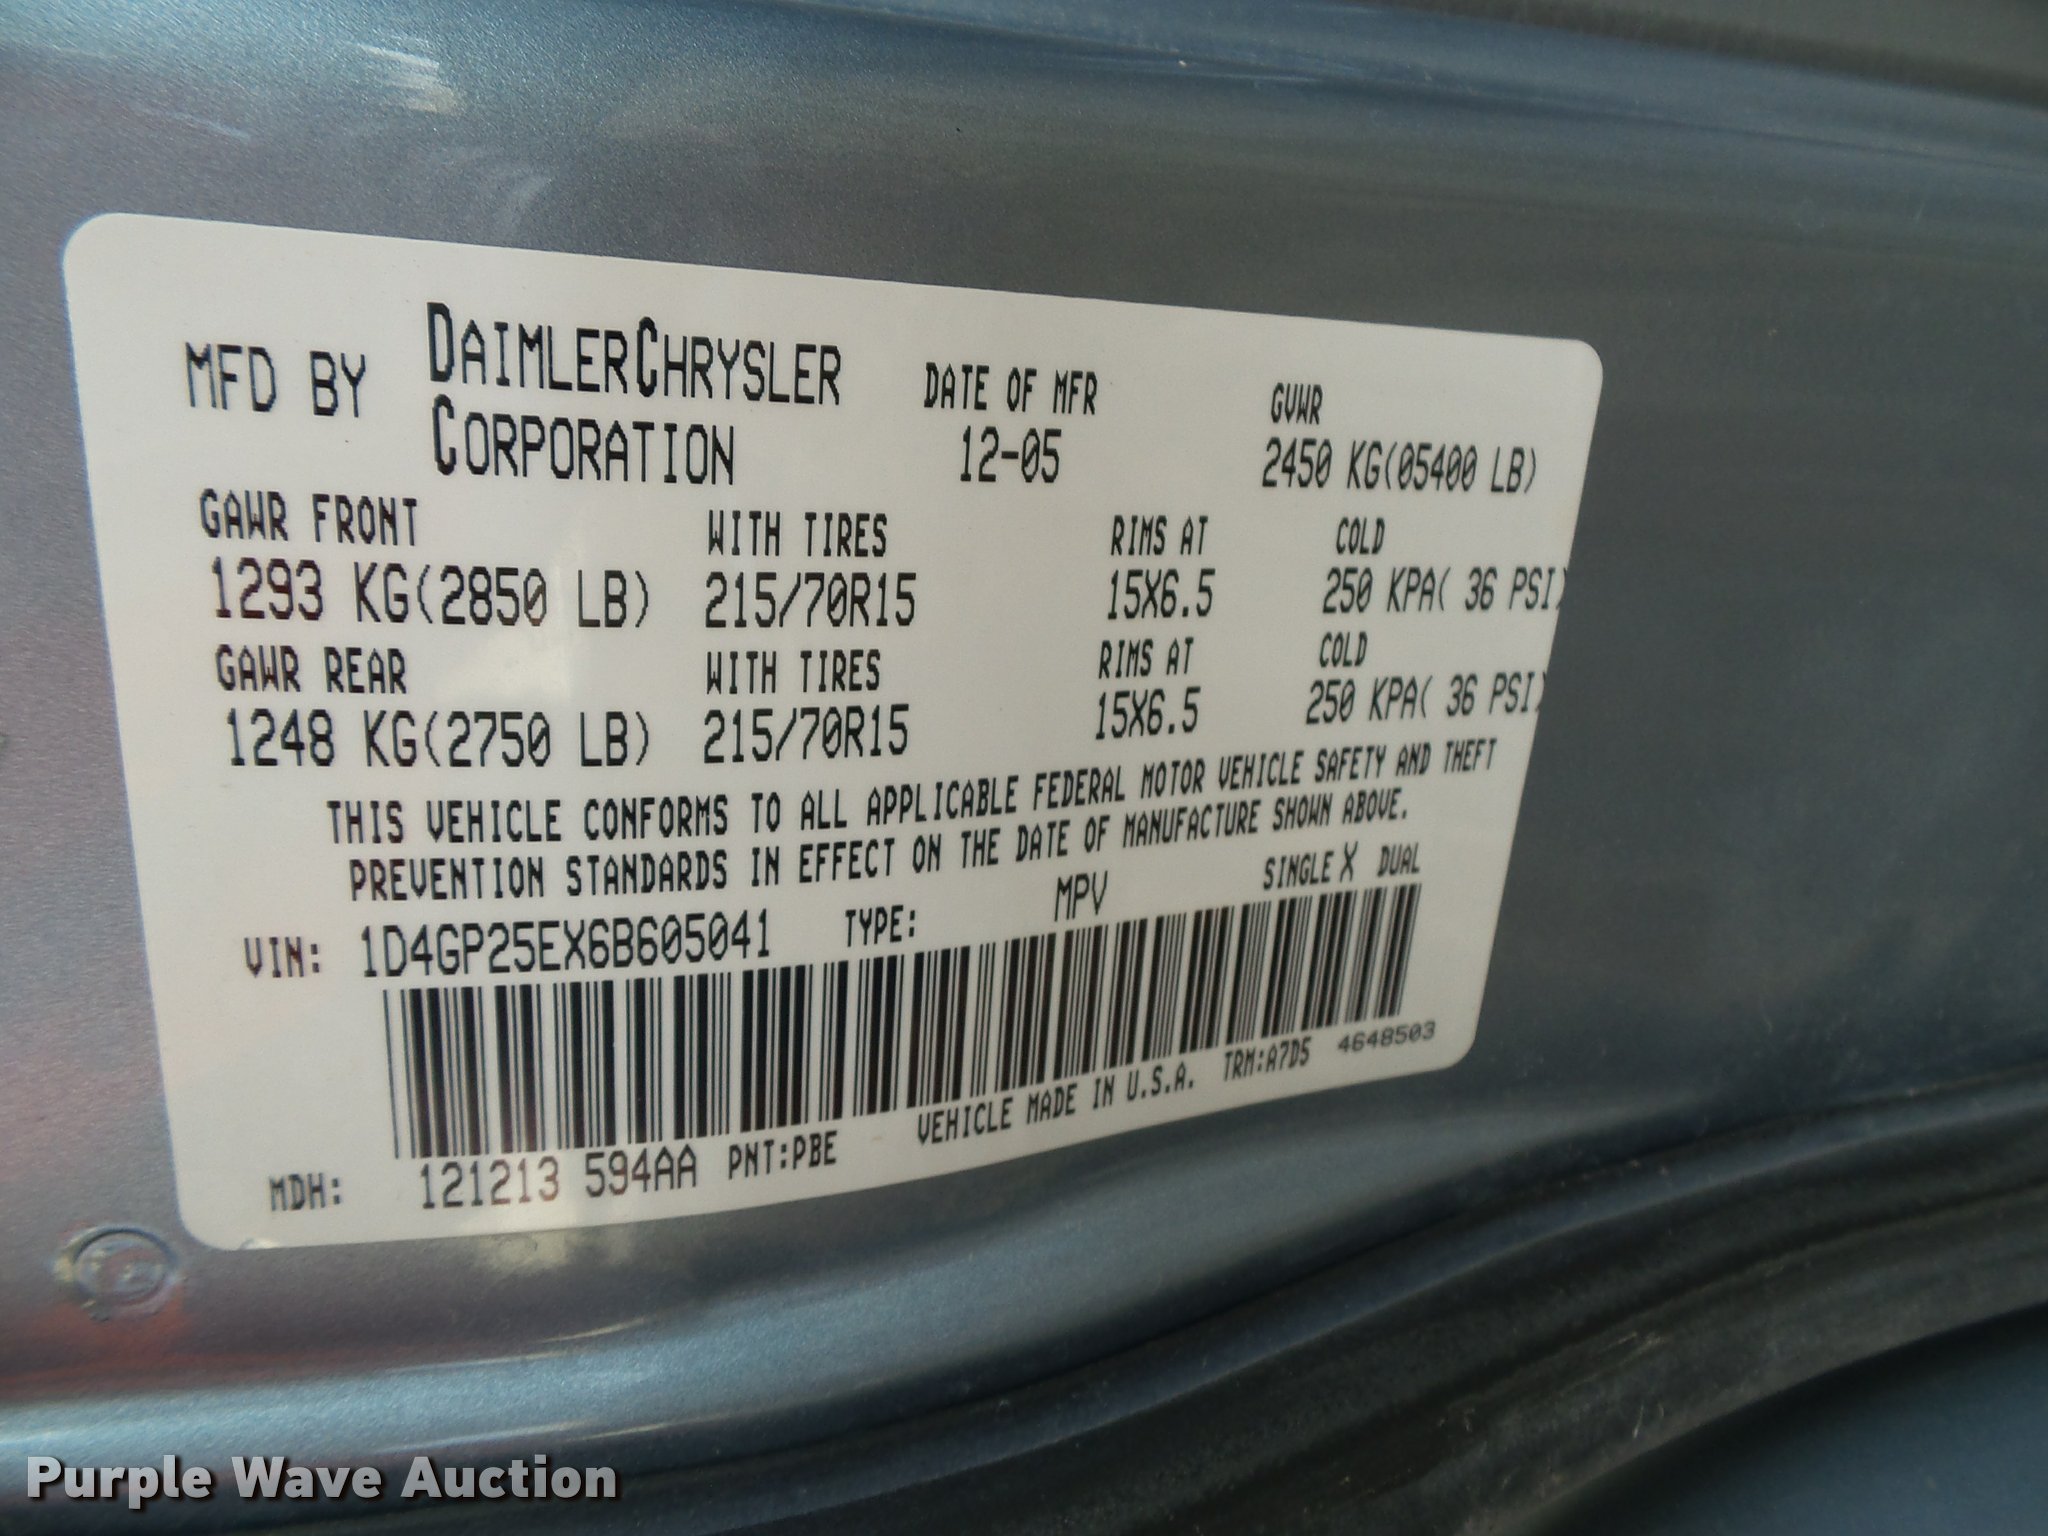 MFD BY DAIMLERCHRYSLER CORPORATION
DATE OF MFR
12-05
GVWR
2450 KG(05400 LB)
GAWR FRONT WITH TIRES RIMS AT COLD
1293 KG(2850 LB) 215/70R15 15X6.5 250 KPA( 36 PSI)
GAWR REAR WITH TIRES RIMS AT COLD
1248 KG(2750 LB) 215/70R15 15X6.5 250 KPA( 36 PSI)
THIS VEHICLE CONFORMS TO ALL APPLICABLE FEDERAL MOTOR VEHICLE SAFETY AND THEFT
PREVENTION STANDARDS IN EFFECT ON THE DATE OF MANUFACTURE SHOWN ABOVE.
VIN: 1D4GP25EX6B605041 TYPE: MPV SINGLE X DUAL
MDH: 121213 594AA PNT:PBE VEHICLE MADE IN U.S.A. TRM:A7D5 4648503
Purple Wave Auction